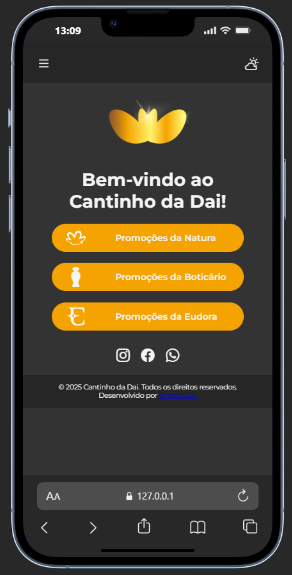 13:09
Bem-vindo ao
Cantinho da Dai!
Promoções da Natura
Promoções da Boticário
Promoções da Eudora
© 2025 Cantinho da Dai. Todos os direitos reservados.
Desenvolvido por
AA
127.0.0.1